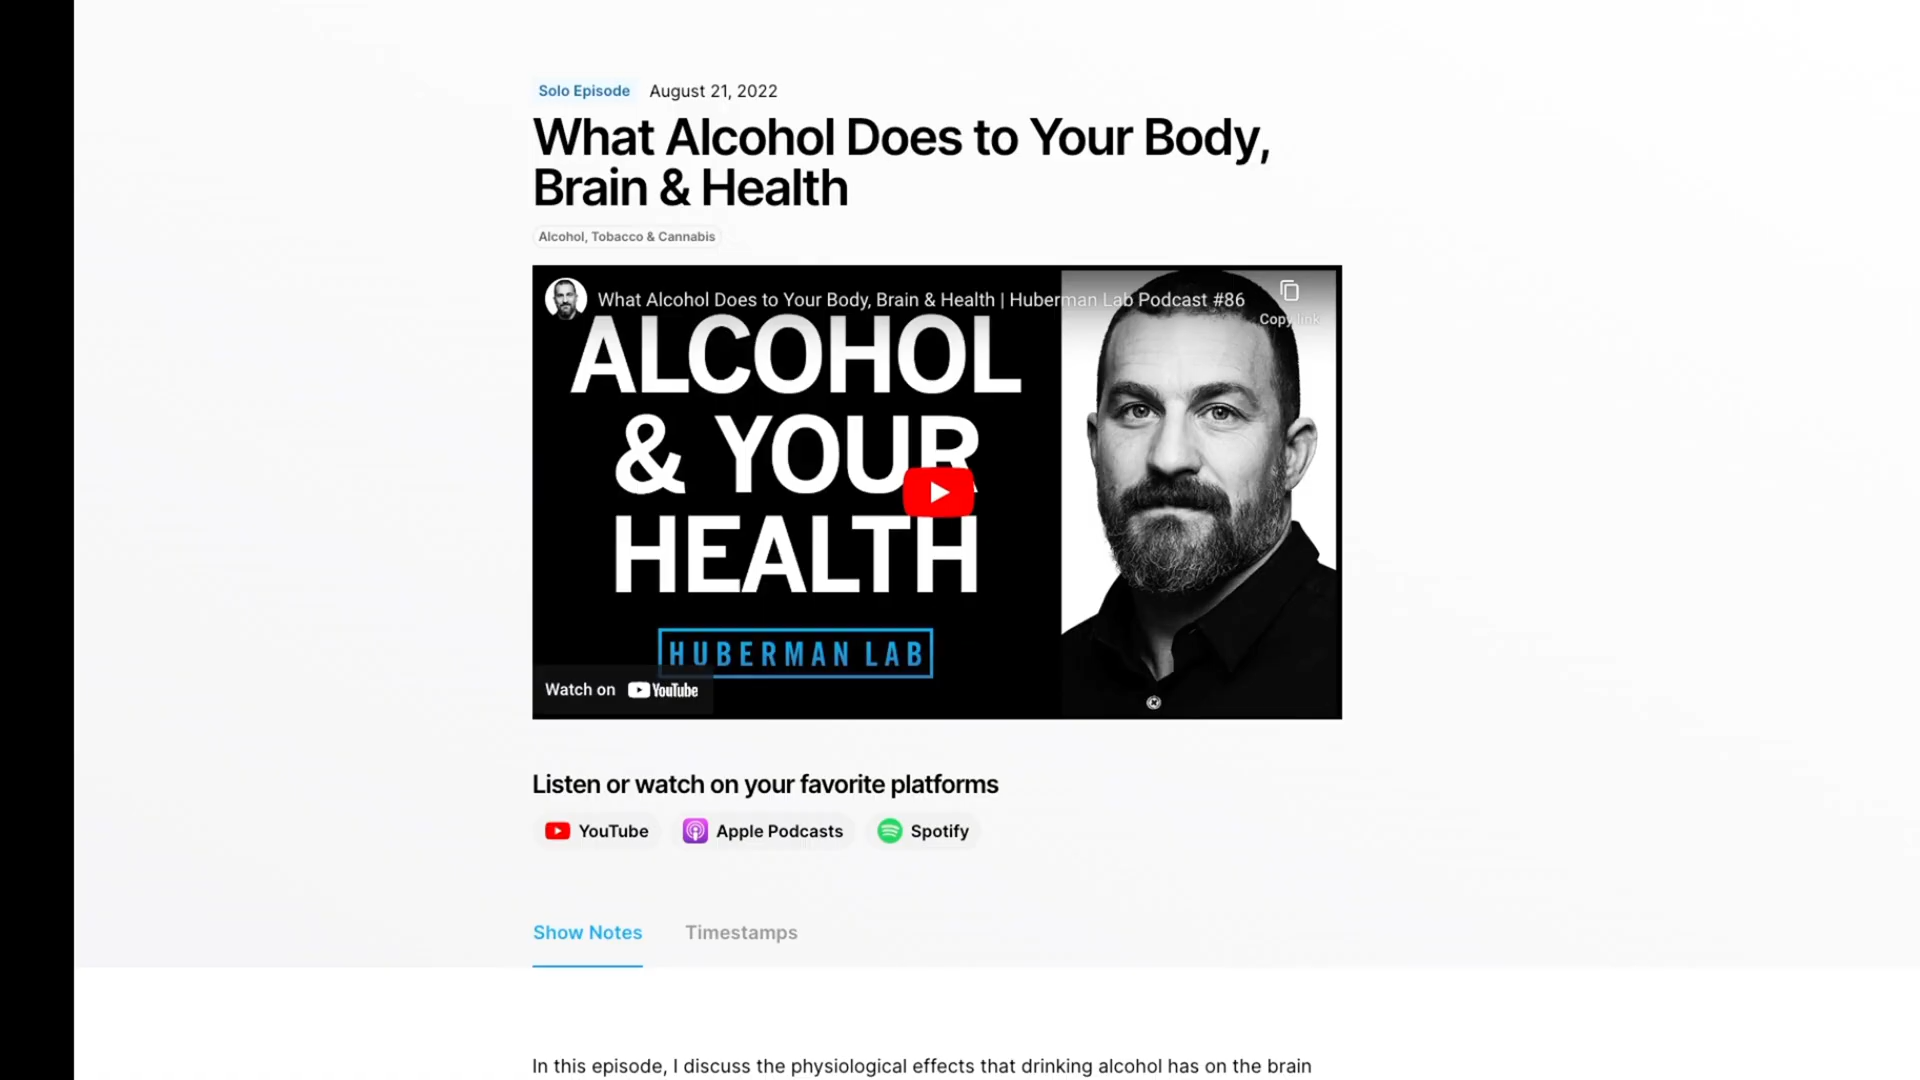 Solo Episode August 21, 2022
What Alcohol Does to Your Body,
Brain & Health
Alcohol, Tobacco & Cannabis
What Alcohol Does to Your Body, Brain & Health | Huberman Lab Podcast #86
Copy link
ALCOHOL
& YOUR
HEALTH
HUBERMAN LAB
Watch on YouTube
Listen or watch on your favorite platforms
YouTube Apple Podcasts Spotify
Show Notes Timestamps
In this episode, I discuss the physiological effects that drinking alcohol has on the brain